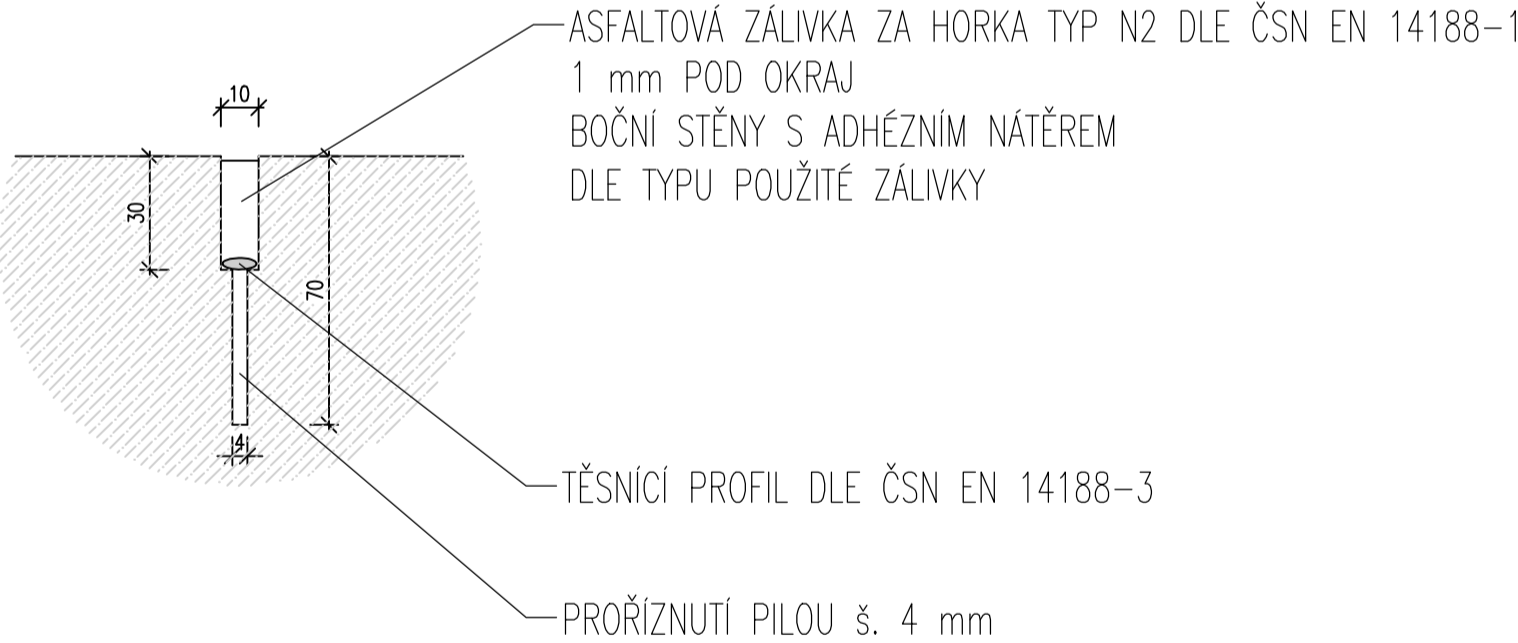 ASFALTOVÁ ZÁLIVKA ZA HORKA TYP N2 DLE ČSN EN 14188-1
1 mm POD OKRAJ
BOČNÍ STĚNY S ADHÉZNÍM NÁTĚREM
DLE TYPU POUŽITÉ ZÁLIVKY
10
30
70
4
TĚSNÍCÍ PROFIL DLE ČSN EN 14188-3
PROŘÍZNUTÍ PILOU š. 4 mm